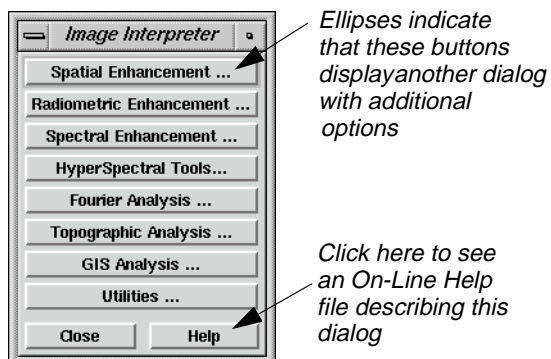 Image Interpreter
Spatial Enhancement ...
Radiometric Enhancement ...
Spectral Enhancement ...
HyperSpectral Tools...
Fourier Analysis ...
Topographic Analysis ...
GIS Analysis ...
Utilities ...
Close
Help
Ellipses indicate
that these buttons
displayanother dialog
with additional
options
Click here to see
an On-Line Help
file describing this
dialog